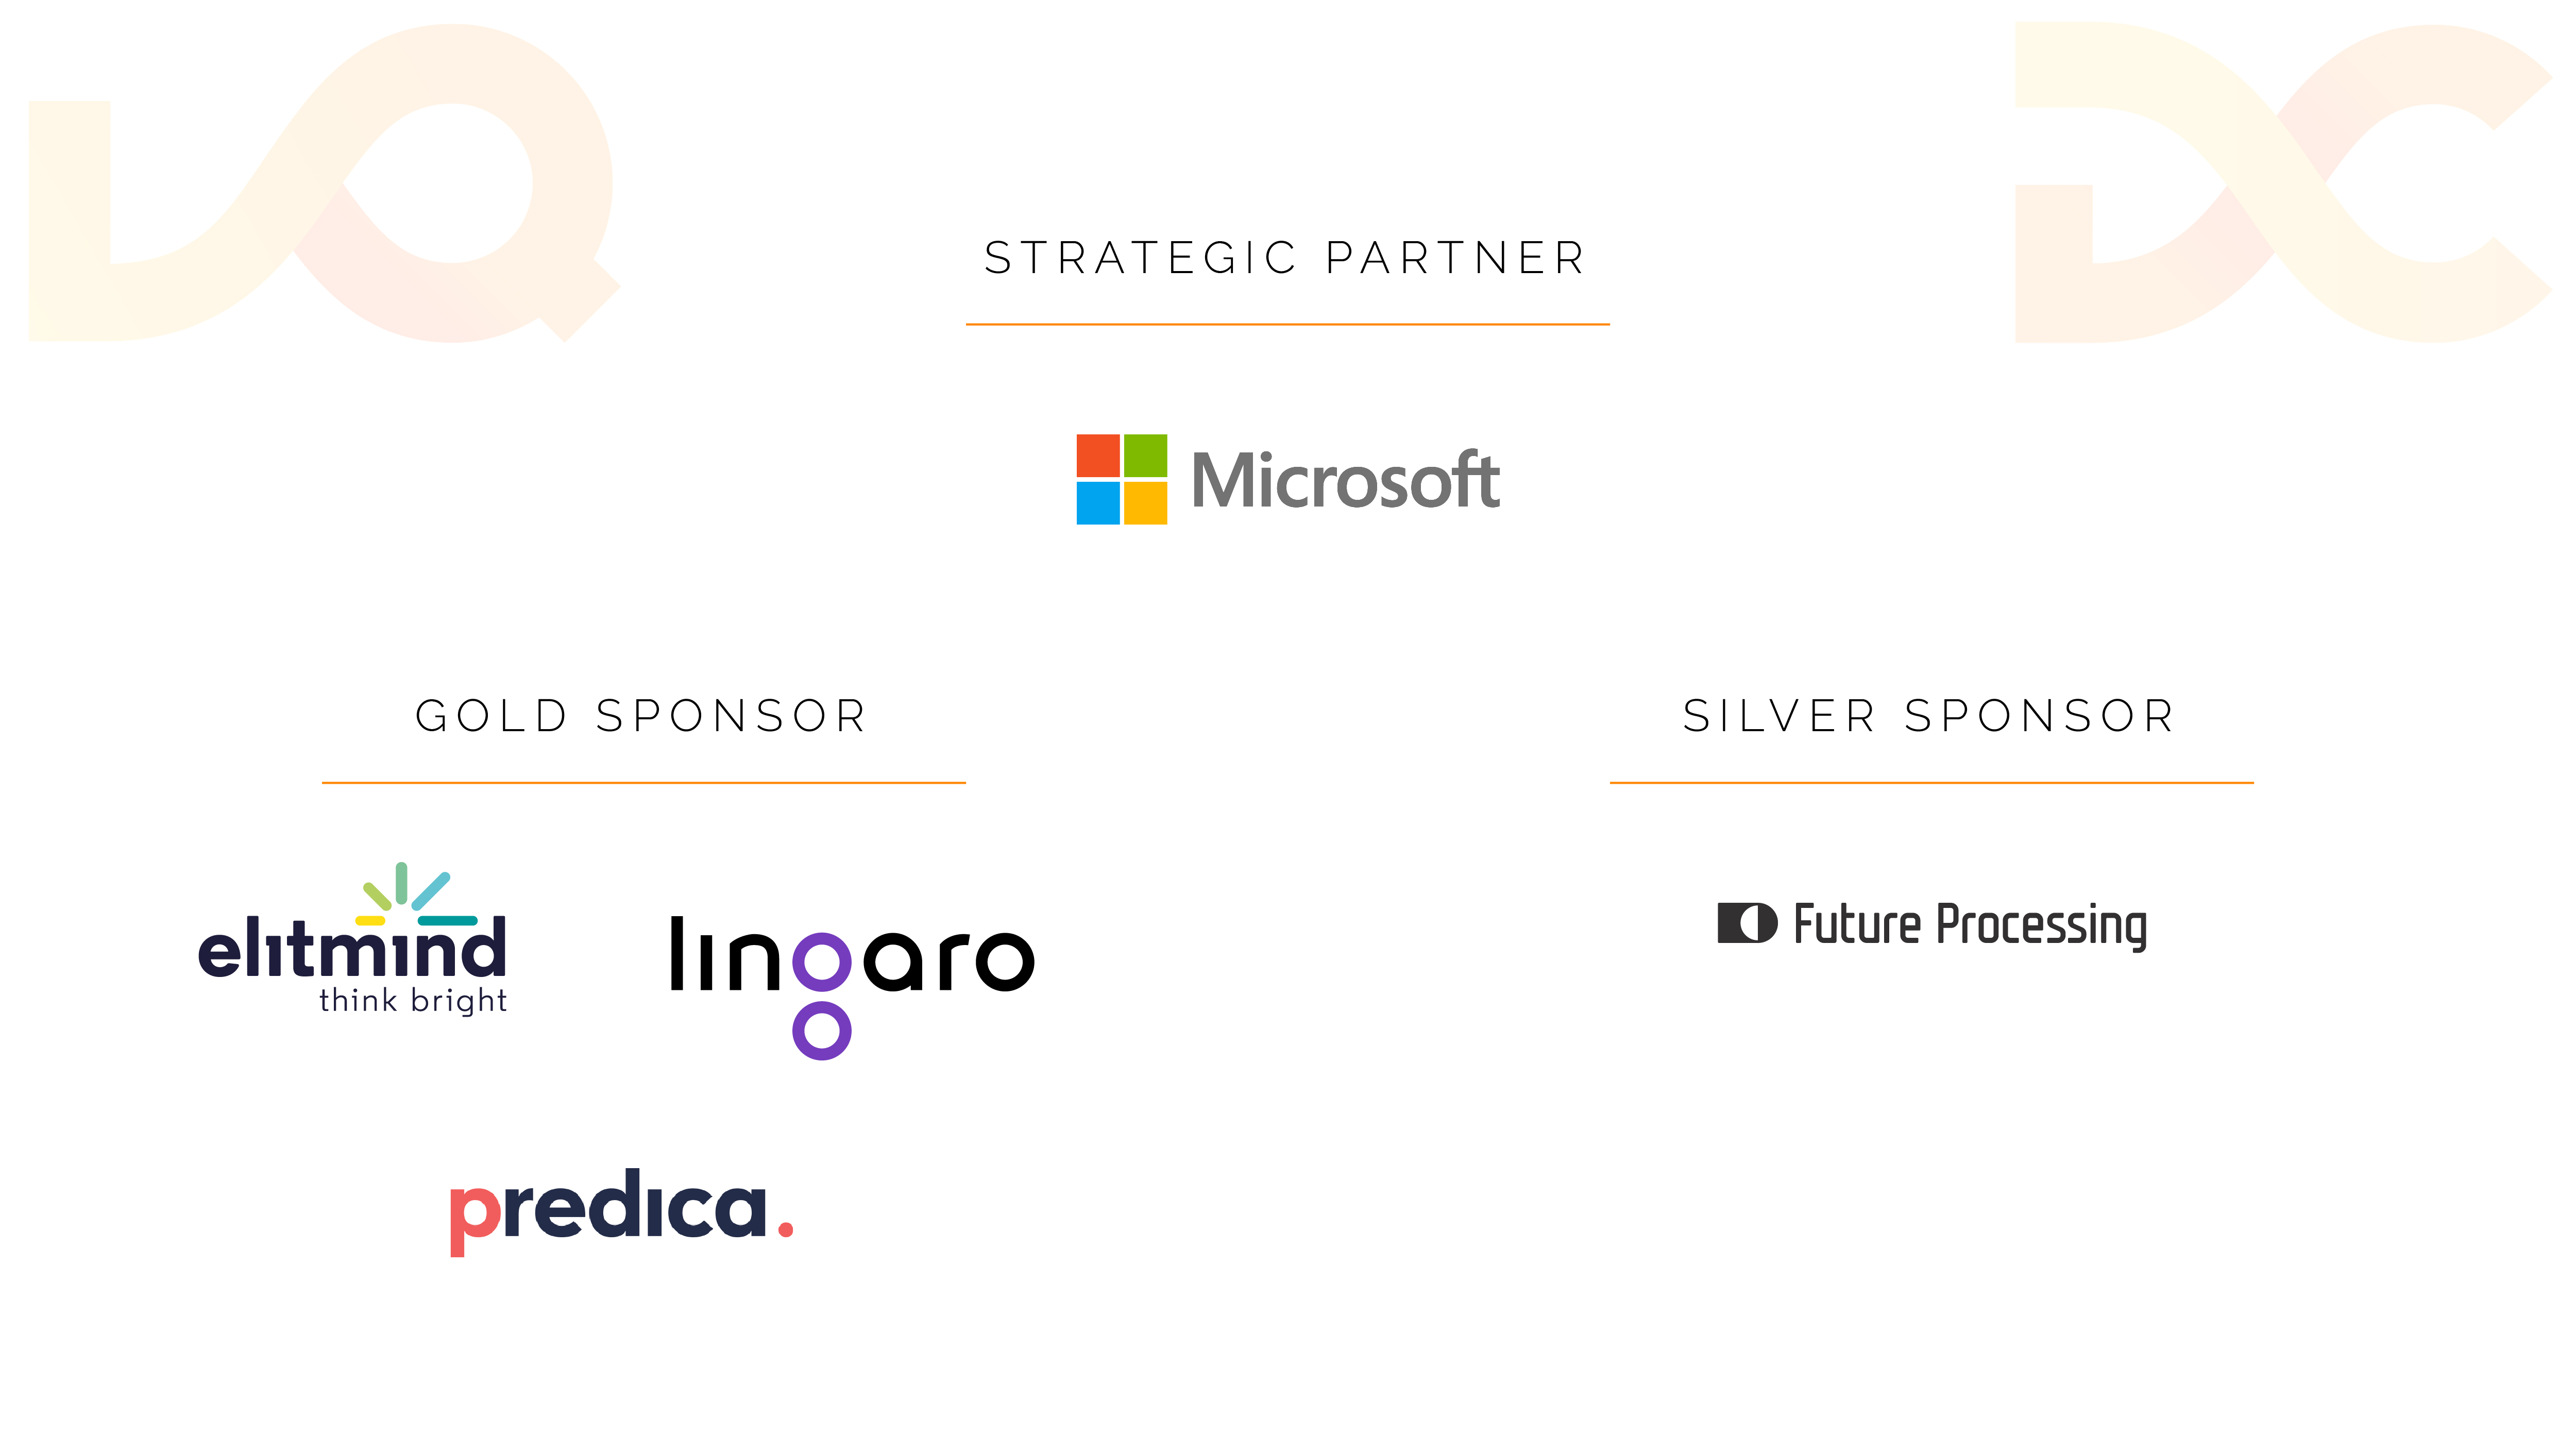 STRATEGIC PARTNER
Microsoft
GOLD SPONSOR
elitmind
think bright
lingaro
predica.
SILVER SPONSOR
Future Processing